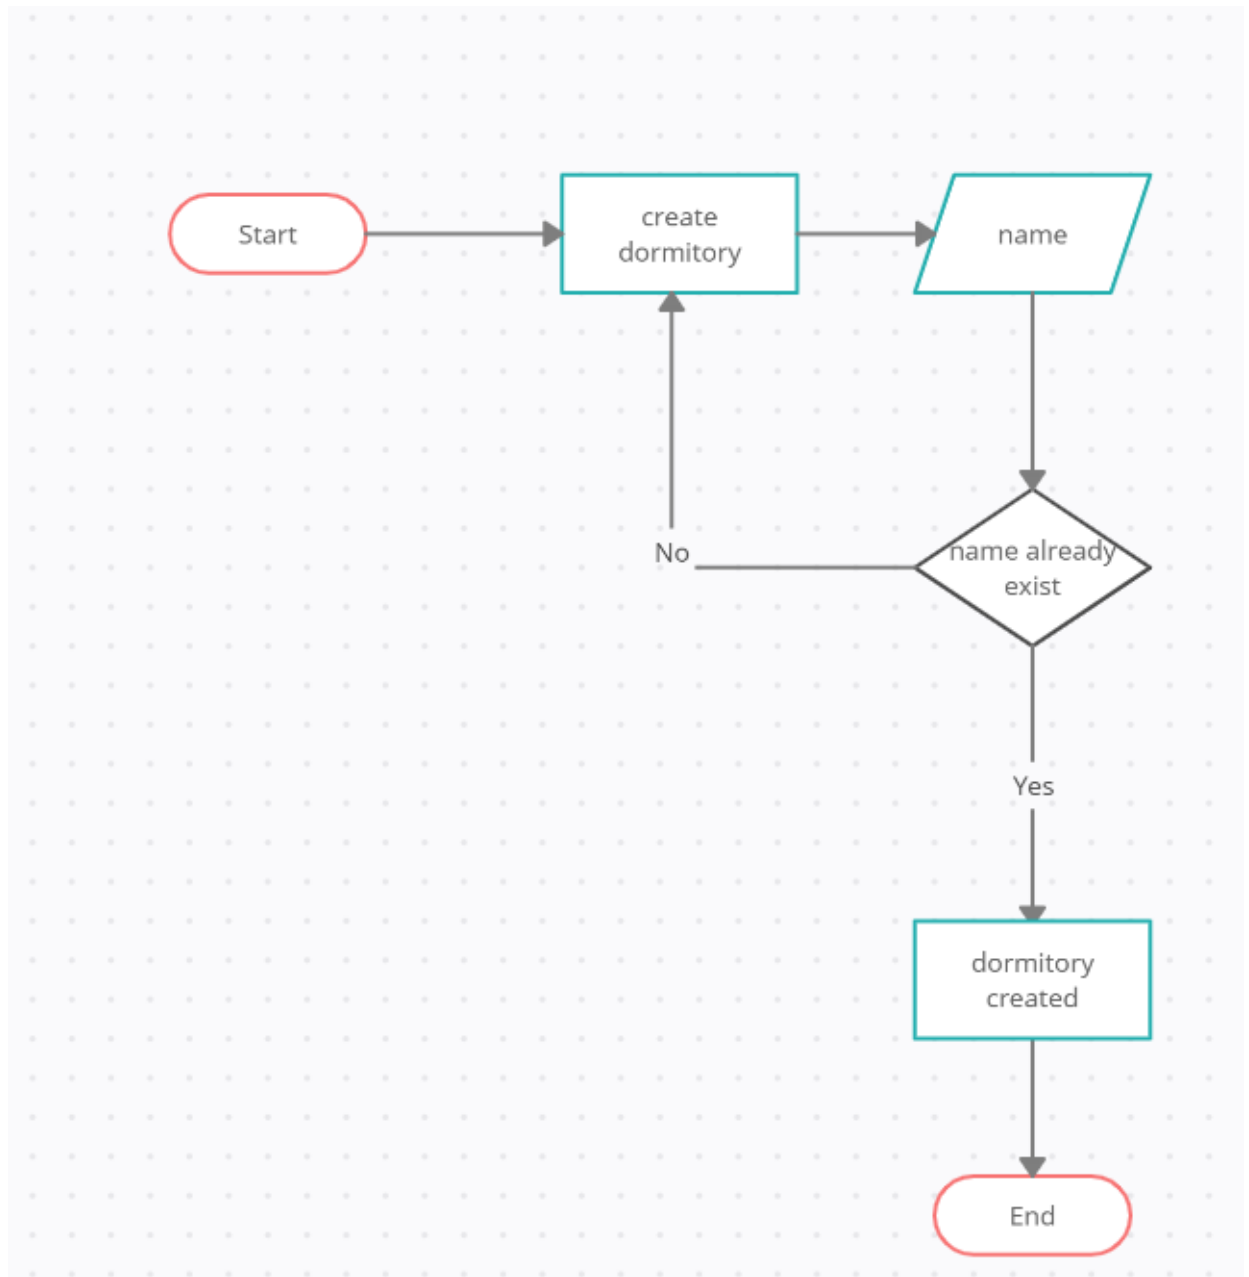 Start
create
dormitory
name
name already
exist
No
Yes
dormitory
created
End